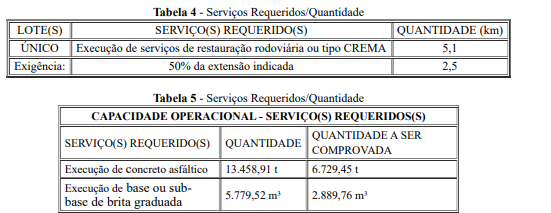 Tabela 4 - Serviços Requeridos/Quantidade
LOTE(S) SERVIÇO(S) REQUERIDO(S) QUANTIDADE (km)
ÚNICO Execução de serviços de restauração rodoviária ou tipo CREMA 5,1
Exigência: 50% da extensão indicada 2,5
Tabela 5 - Serviços Requeridos/Quantidade
CAPACIDADE OPERACIONAL - SERVIÇO(S) REQUERIDOS(S)
SERVIÇO(S) REQUERIDO(S) QUANTIDADE QUANTIDADE A SER
COMPROVADA
Execução de concreto asfáltico 13.458,91 t 6.729,45 t
Execução de base ou sub-
base de brita graduada 5.779,52 m³ 2.889,76 m³